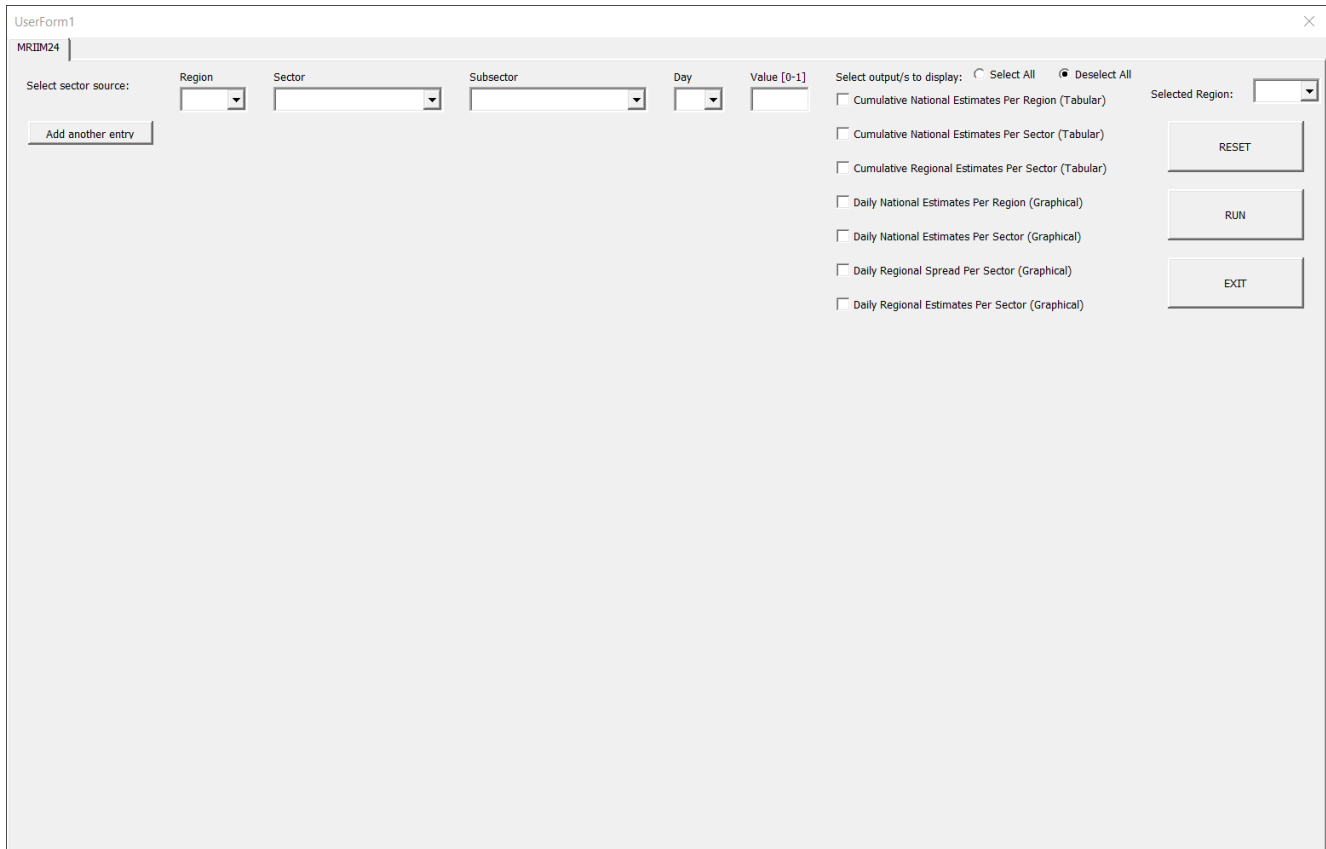 UserForm1
MRIIM24
Select sector source:
Region
Sector
Subsector
Day
Value [0-1]
Add another entry
Select output/s to display:
Select All
Deselect All
Cumulative National Estimates Per Region (Tabular)
Cumulative National Estimates Per Sector (Tabular)
Cumulative Regional Estimates Per Sector (Tabular)
Daily National Estimates Per Region (Graphical)
Daily National Estimates Per Sector (Graphical)
Daily Regional Spread Per Sector (Graphical)
Daily Regional Estimates Per Sector (Graphical)
Selected Region:
RESET
RUN
EXIT